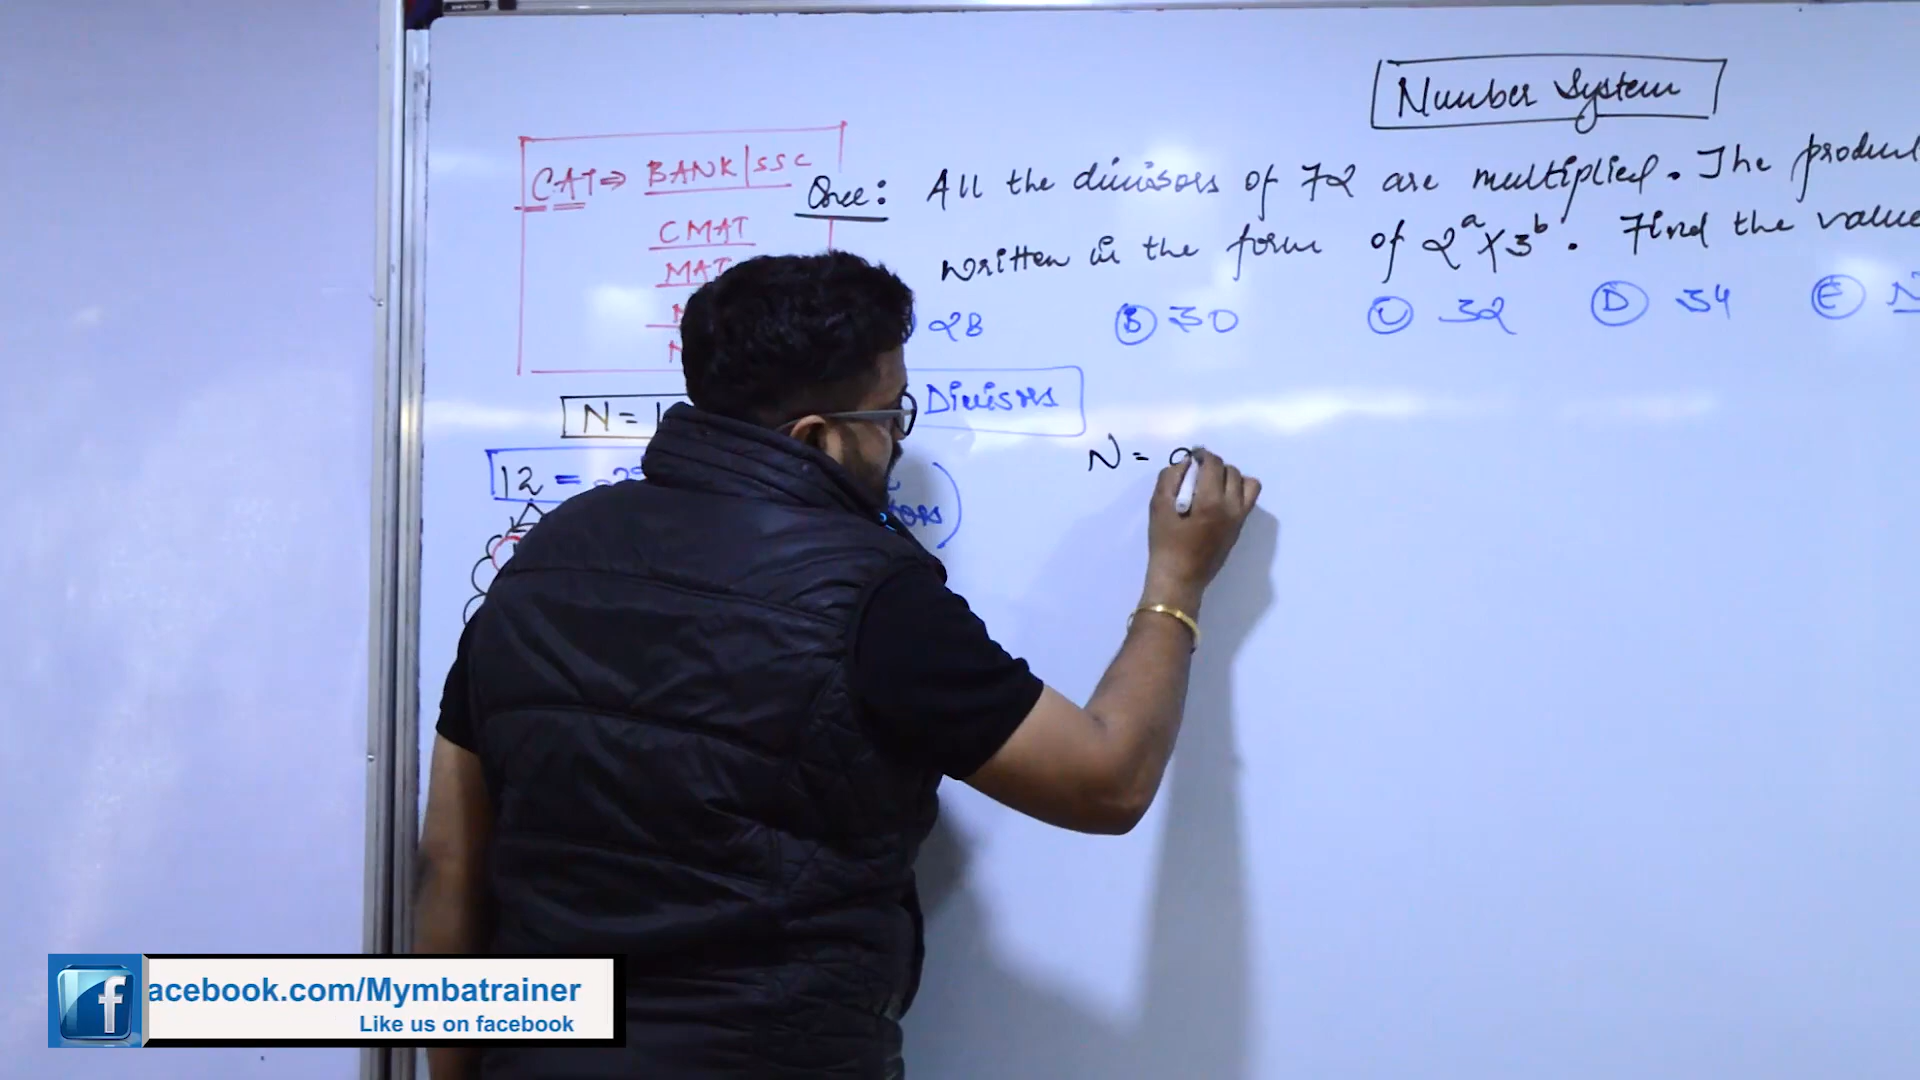 Number System
CAT ⇒ BANK | SSC
CMAT
MAT
Que: All the divisors of 72 are multiplied. The product
written in the form of 2^a × 3^b. Find the value
28 (B) 30 (C) 32 (D) 34 (E)
N = 1
Divisors
12 =
N = a
facebook.com/Mymbatrainer
Like us on facebook